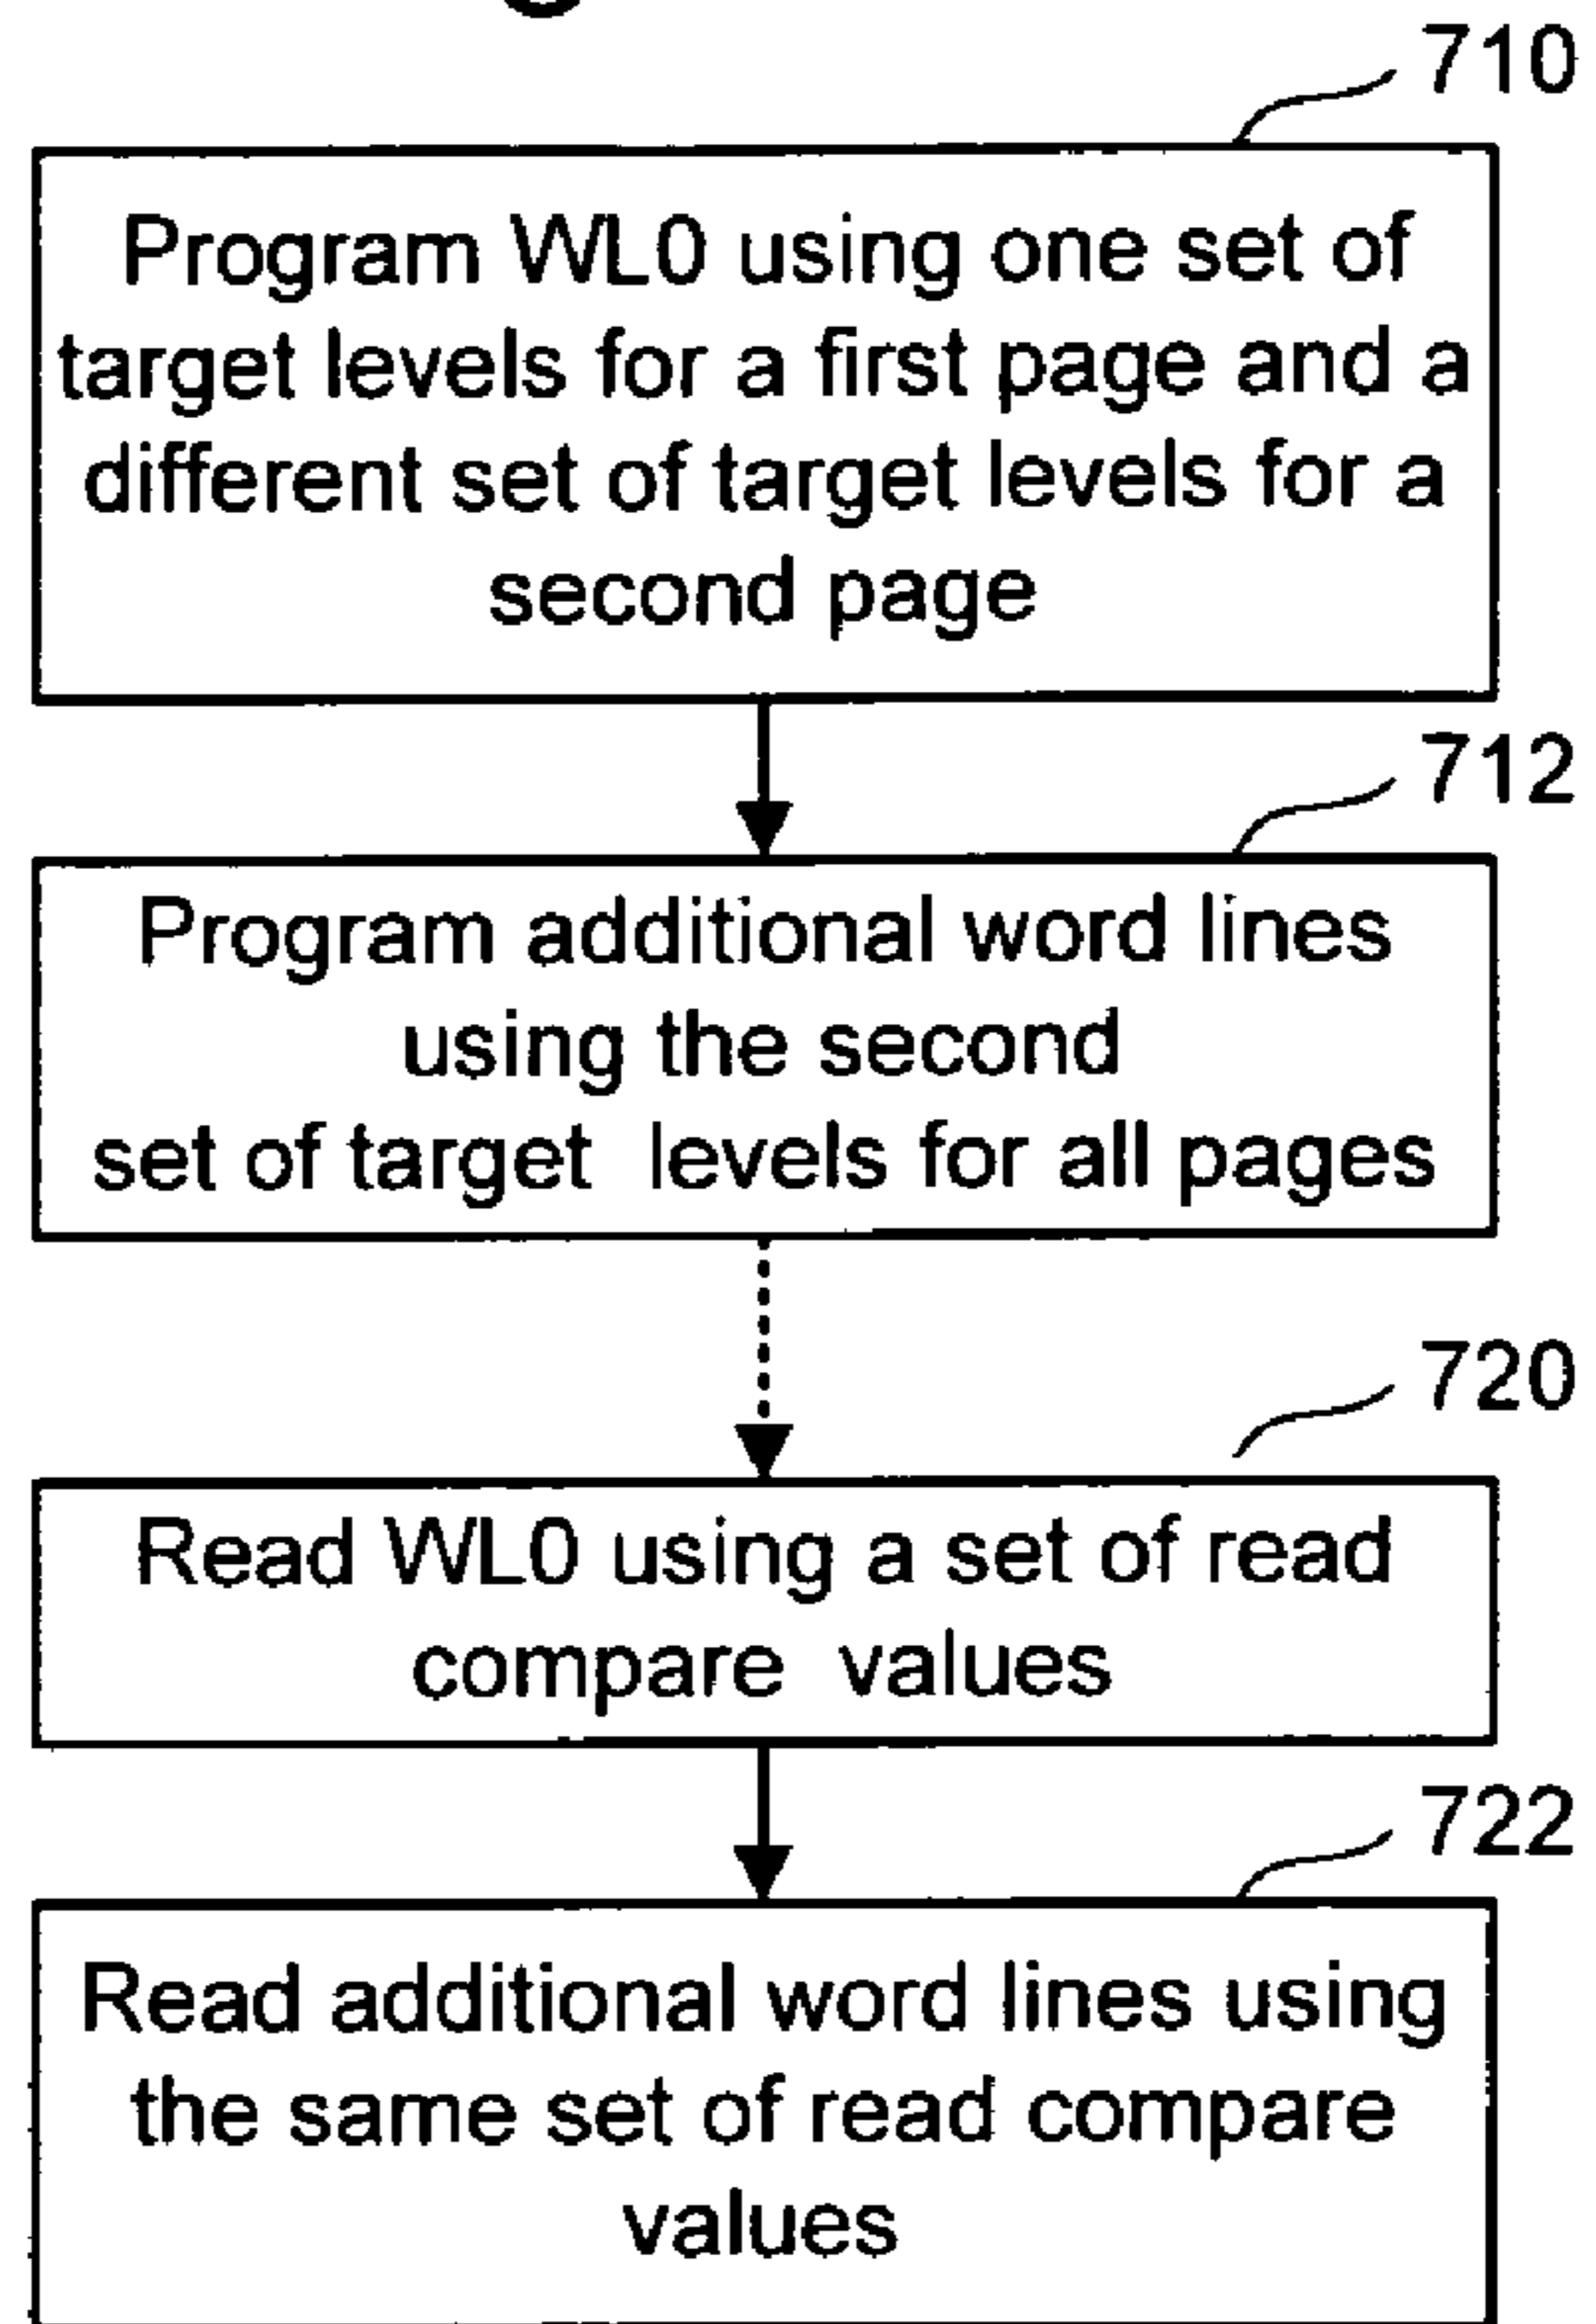 710
Program WL0 using one set of
target levels for a first page and a
different set of target levels for a
second page
712
Program additional word lines
using the second
set of target levels for all pages
720
Read WL0 using a set of read
compare values
722
Read additional word lines using
the same set of read compare
values